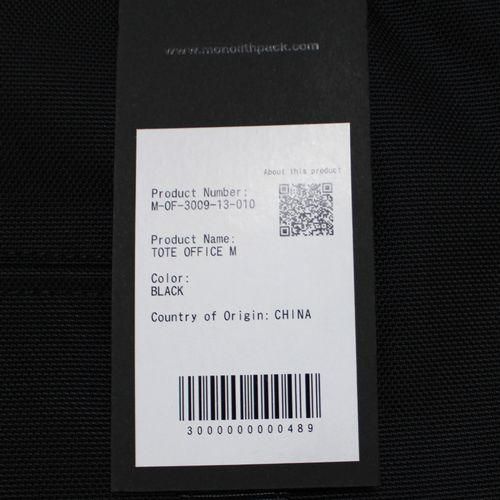 www.monolithpack.com
About this product
Product Number:
M-OF-3009-13-010
Product Name:
TOTE OFFICE M
Color:
BLACK
Country of Origin: CHINA
3000000000489